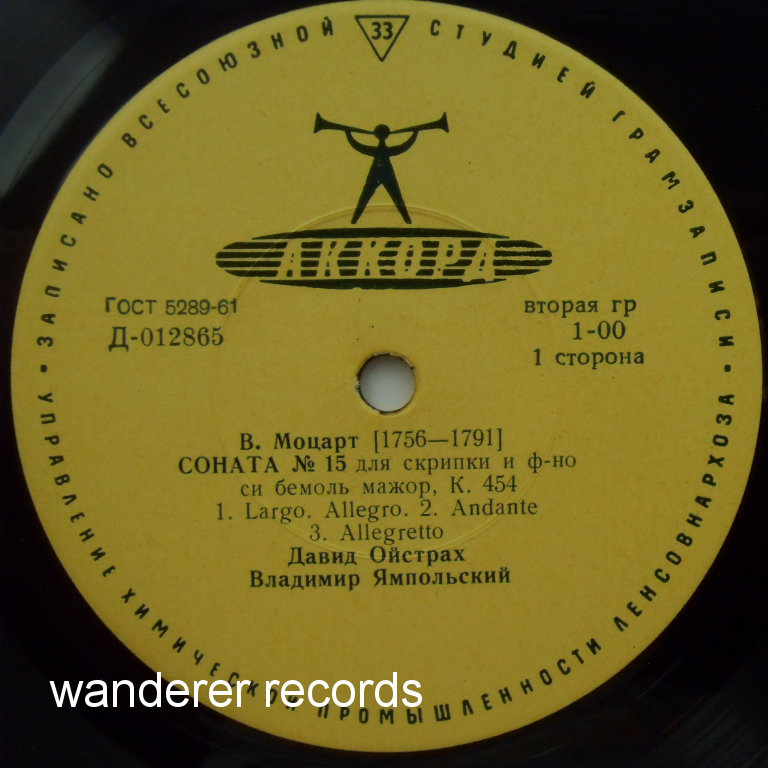 ЗАПИСАНО ВСЕСОЮЗНОЙ СТУДИЕЙ ГРАМЗАПИСИ
33
АККОРД
ГОСТ 5289-61
Д-012865
вторая гр
1-00
1 сторона
В. Моцарт [1756—1791]
СОНАТА № 15 для скрипки и ф-но
си бемоль мажор, К. 454
1. Largo. Allegro. 2. Andante
3. Allegretto
Давид Ойстрах
Владимир Ямпольский
• УПРАВЛЕНИЕ ХИМИЧЕСКОЙ ПРОМЫШЛЕННОСТИ ЛЕНСОВНАРХОЗА •
wanderer records